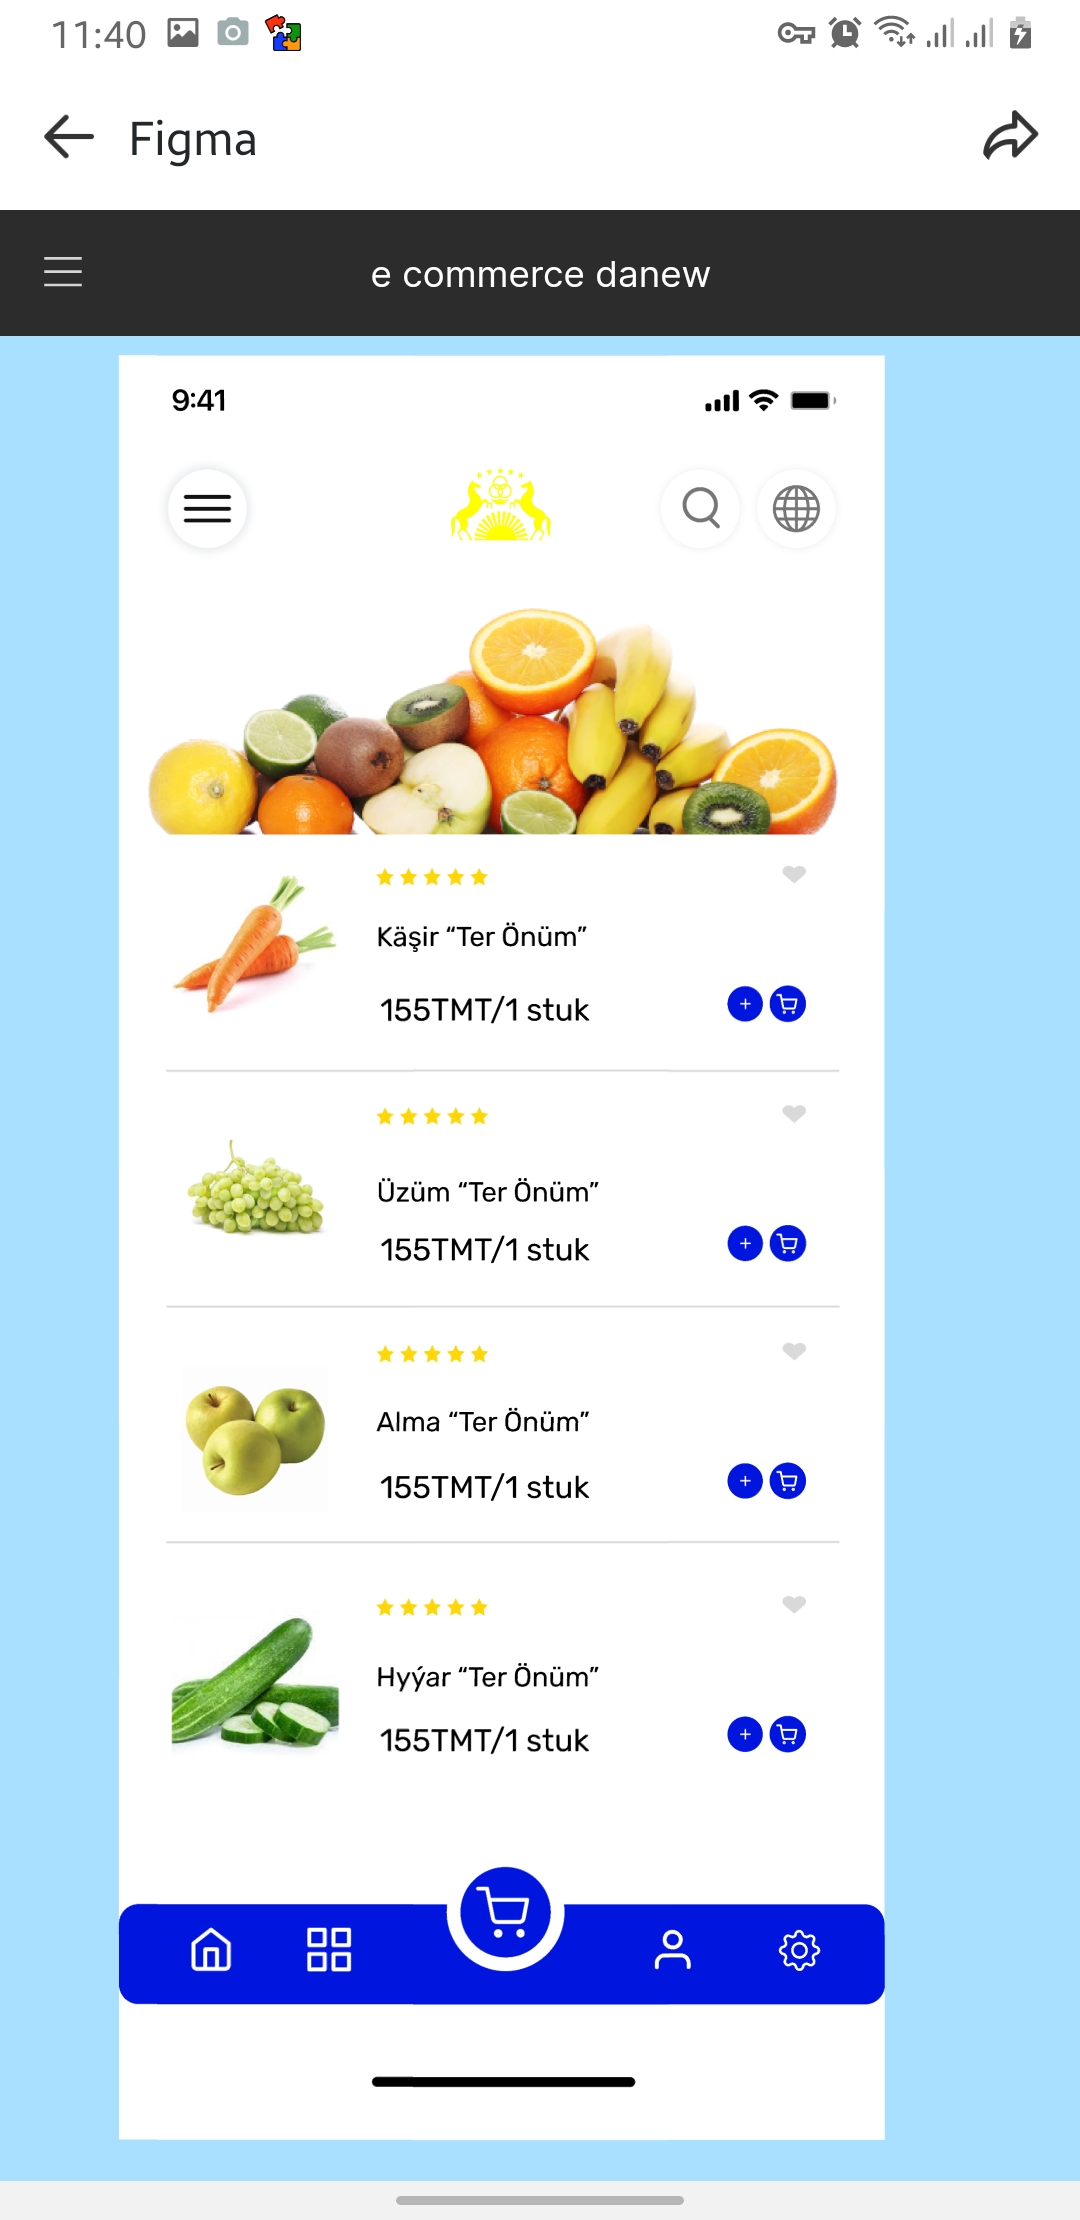 11:40
Figma
e commerce danew
9:41
Käşir “Ter Önüm”
155TMT/1 stuk
Üzüm “Ter Önüm”
155TMT/1 stuk
Alma “Ter Önüm”
155TMT/1 stuk
Hyýar “Ter Önüm”
155TMT/1 stuk